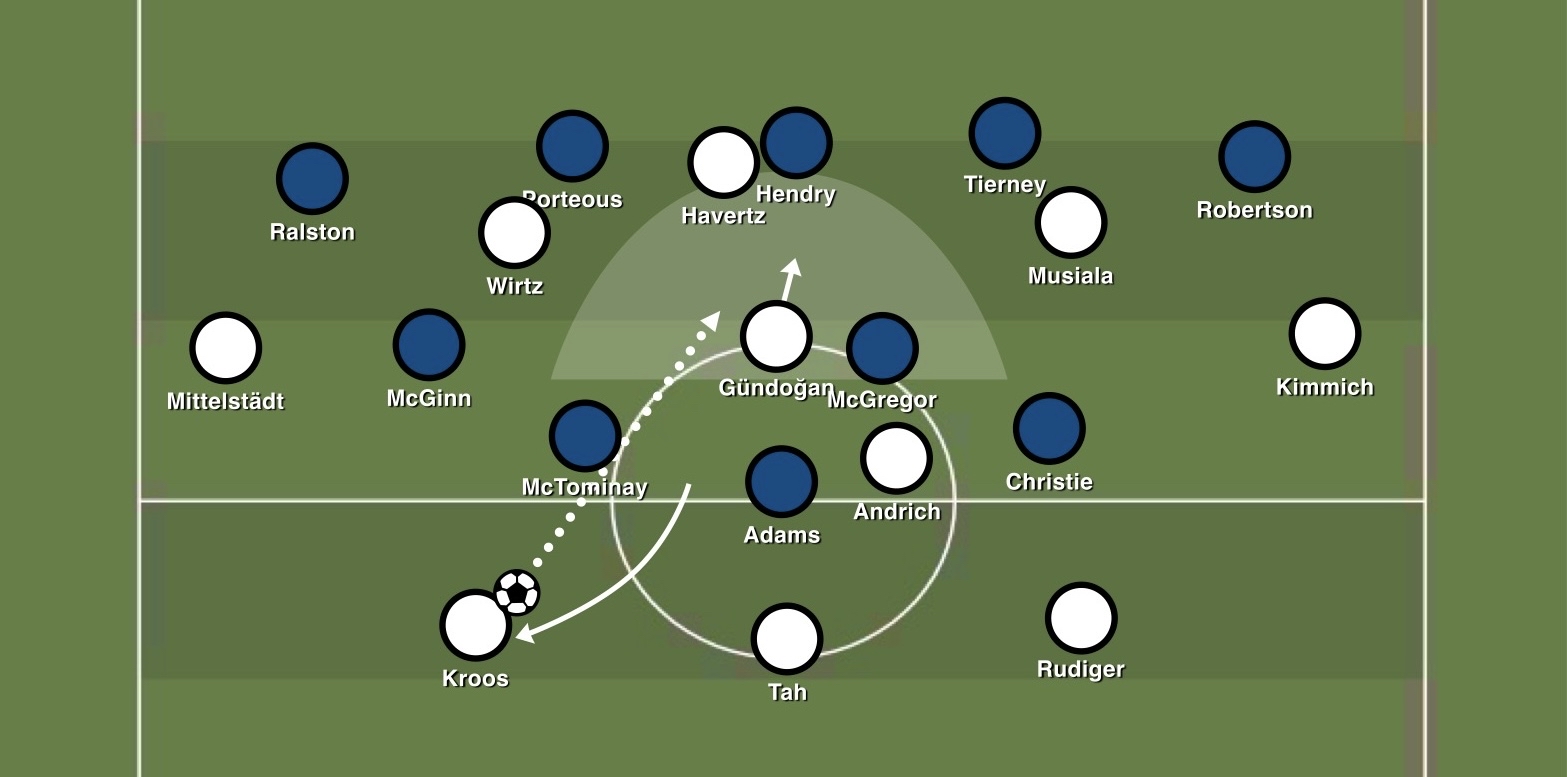 Ralston
Porteous
Havertz
Hendry
Tierney
Robertson
Wirtz
Musiala
Mittelstädt
McGinn
Gündoğan
McGregor
Kimmich
McTominay
Adams
Andrich
Christie
Kroos
Tah
Rudiger